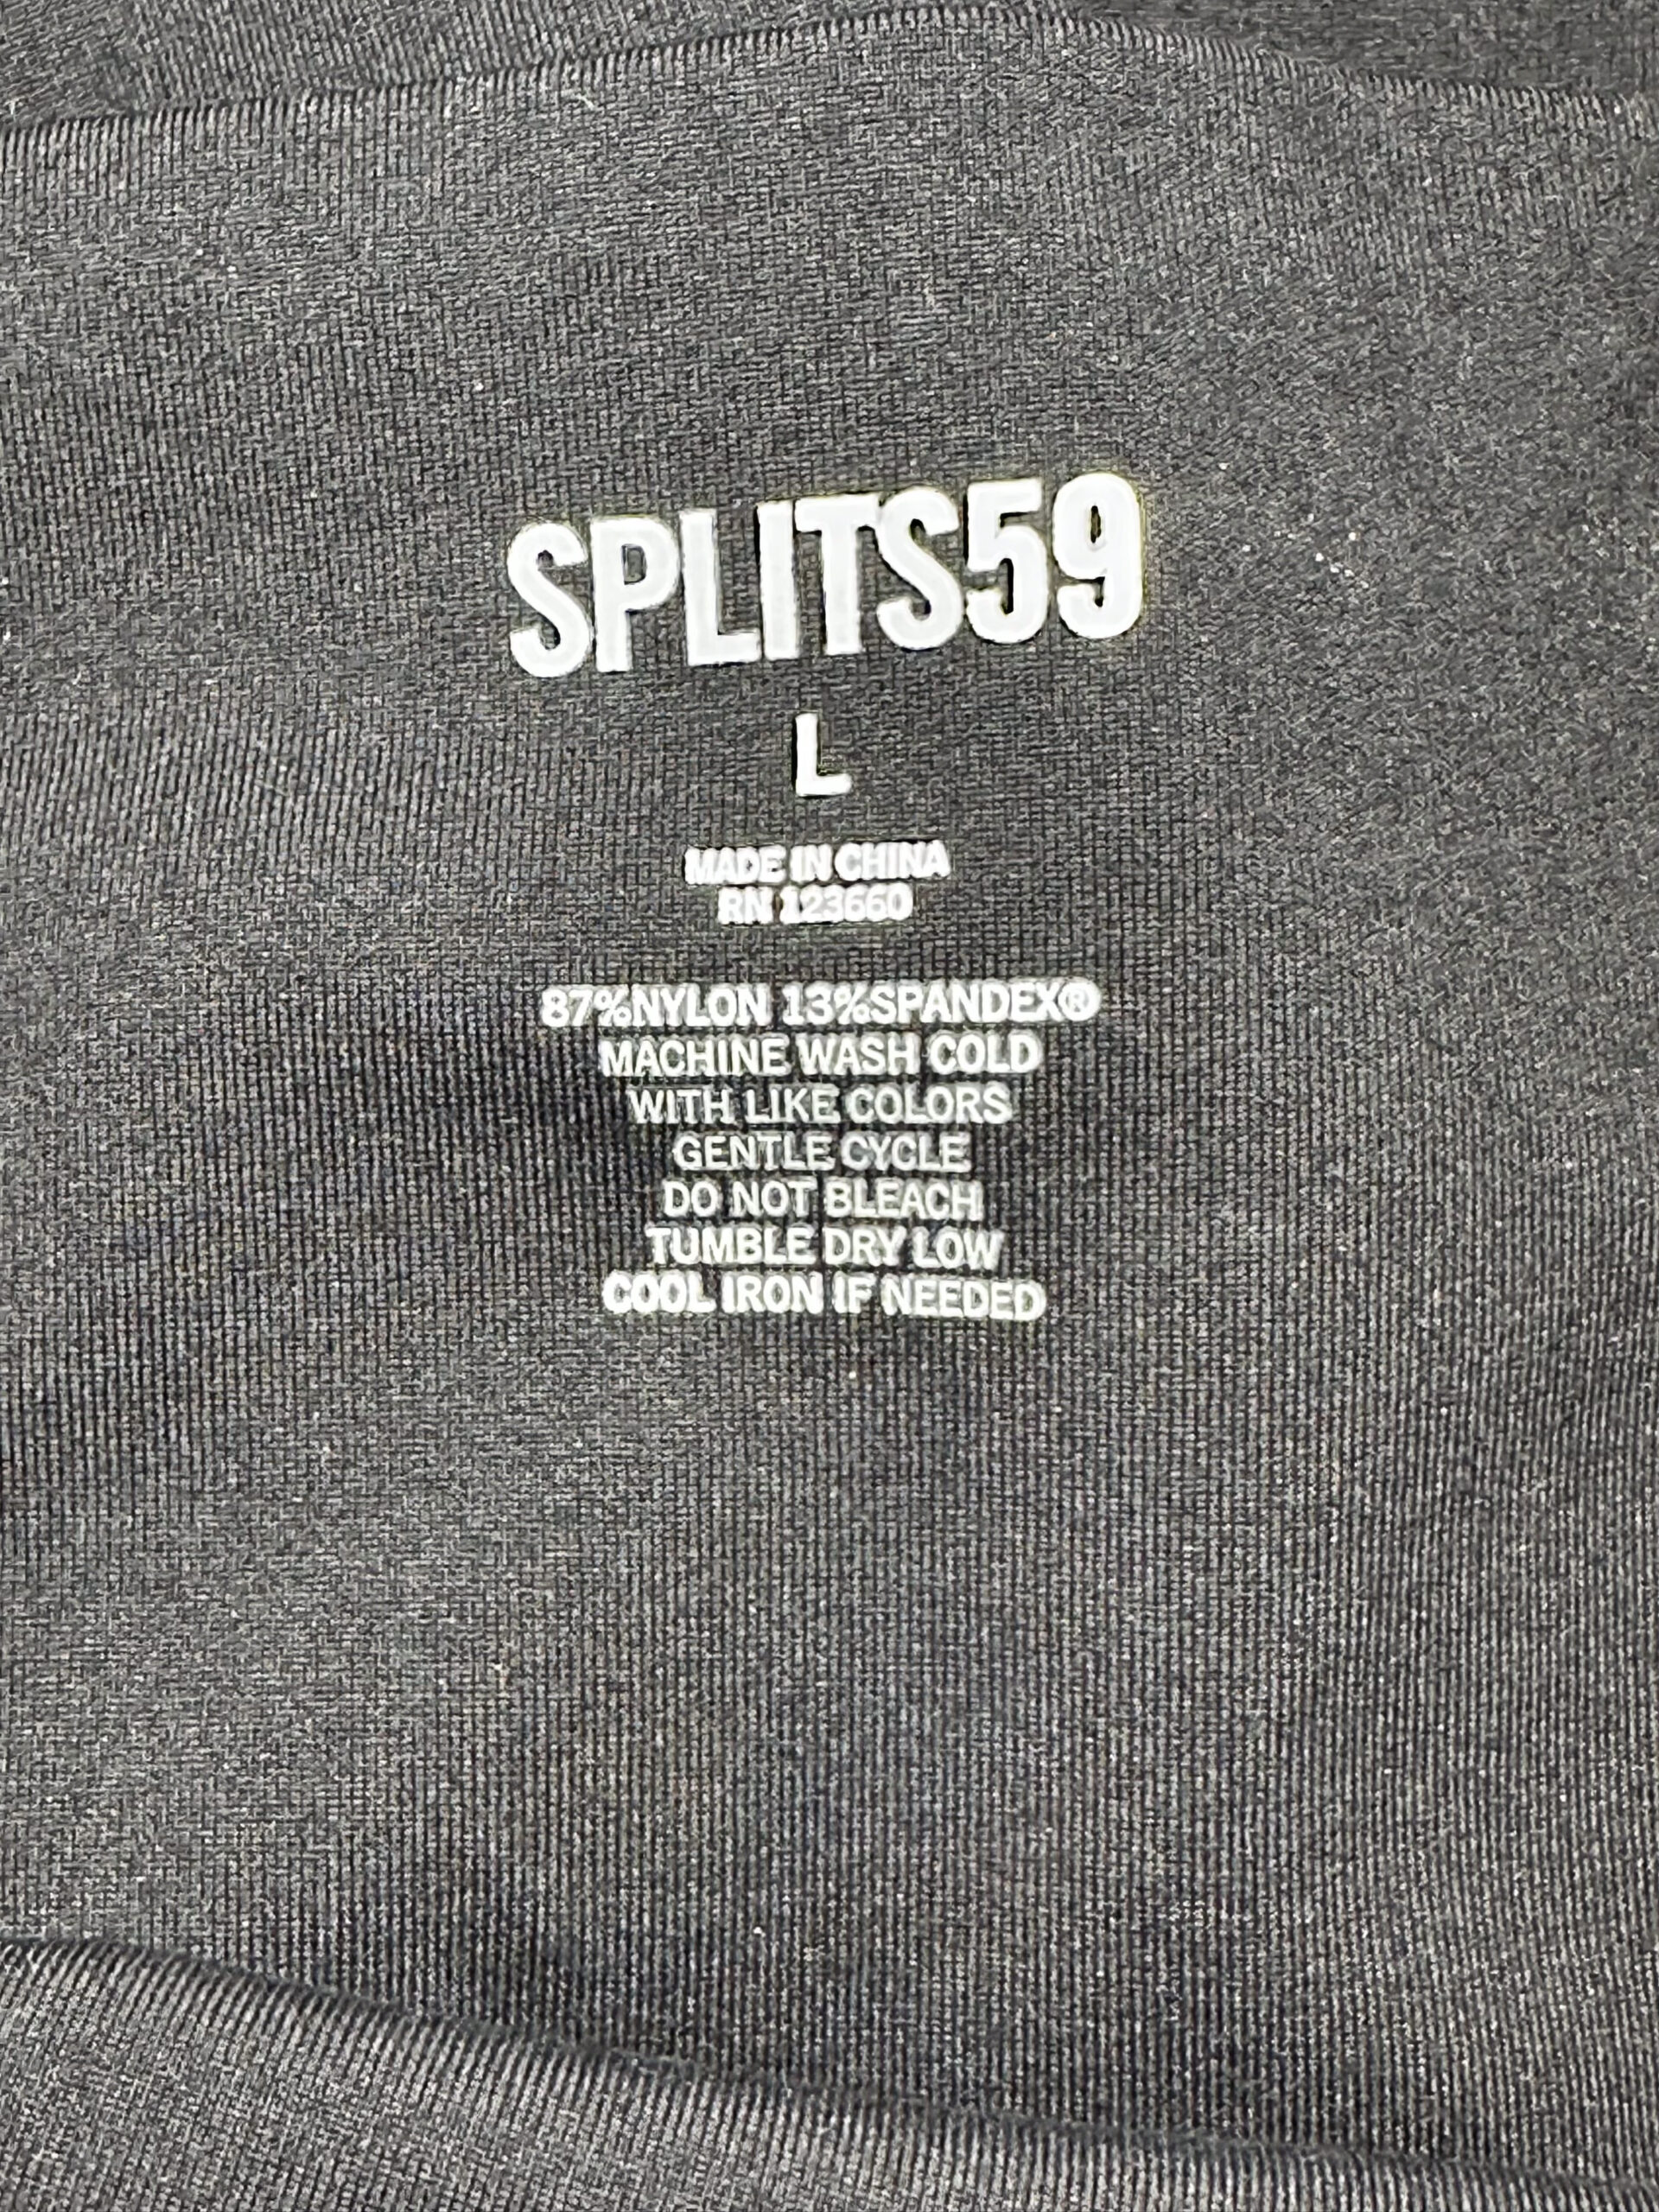 SPLITS59
L
MADE IN CHINA
RN 123660
87%NYLON 13%SPANDEX®
MACHINE WASH COLD
WITH LIKE COLORS
GENTLE CYCLE
DO NOT BLEACH
TUMBLE DRY LOW
COOL IRON IF NEEDED